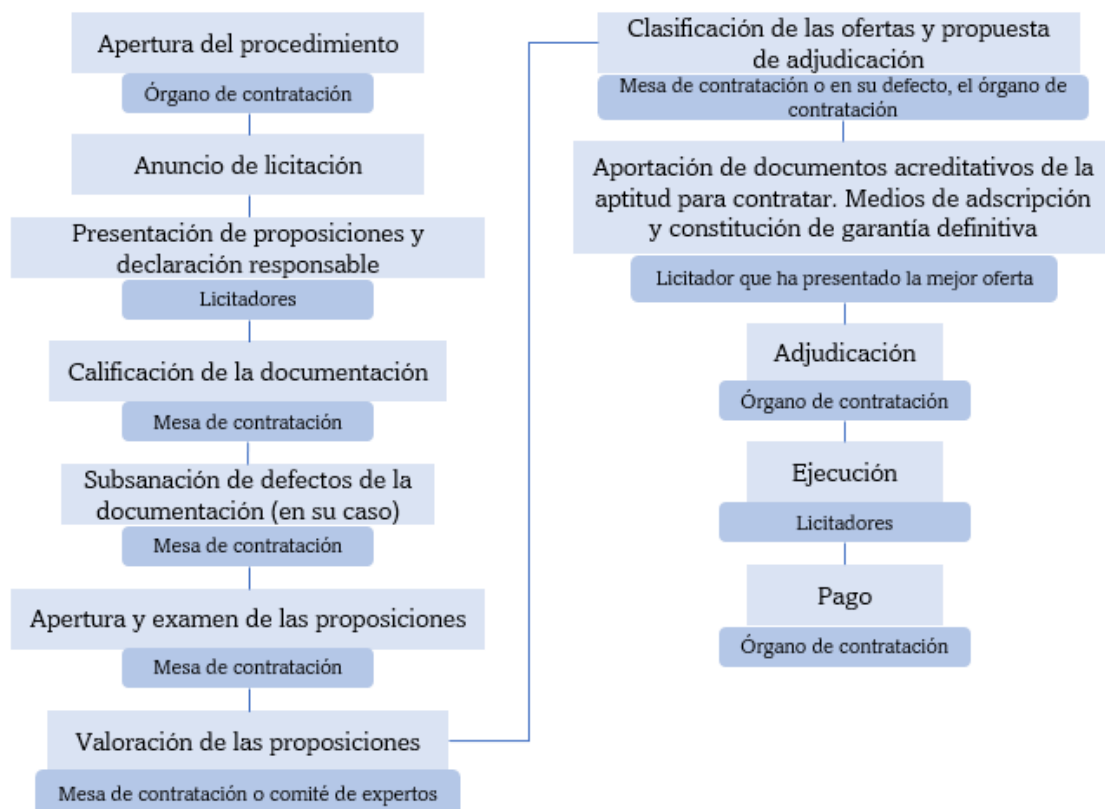 Apertura del procedimiento
Órgano de contratación
Anuncio de licitación
Presentación de proposiciones y
declaración responsable
Licitadores
Calificación de la documentación
Mesa de contratación
Subsanación de defectos de la
documentación (en su caso)
Mesa de contratación
Apertura y examen de las proposiciones
Mesa de contratación
Valoración de las proposiciones
Mesa de contratación o comité de expertos
Clasificación de las ofertas y propuesta
de adjudicación
Mesa de contratación o en su defecto, el órgano de
contratación
Aportación de documentos acreditativos de la
aptitud para contratar. Medios de adscripción
y constitución de garantía definitiva
Licitador que ha presentado la mejor oferta
Adjudicación
Órgano de contratación
Ejecución
Licitadores
Pago
Órgano de contratación